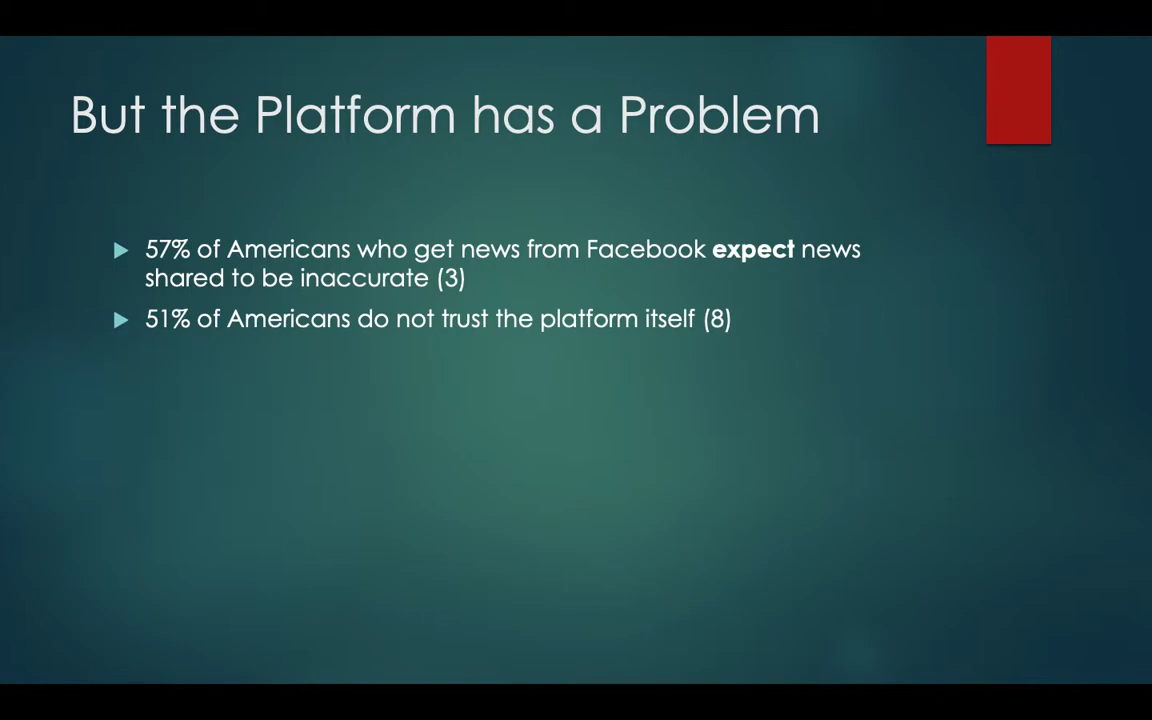 But the Platform has a Problem
57% of Americans who get news from Facebook expect news
shared to be inaccurate (3)
51% of Americans do not trust the platform itself (8)